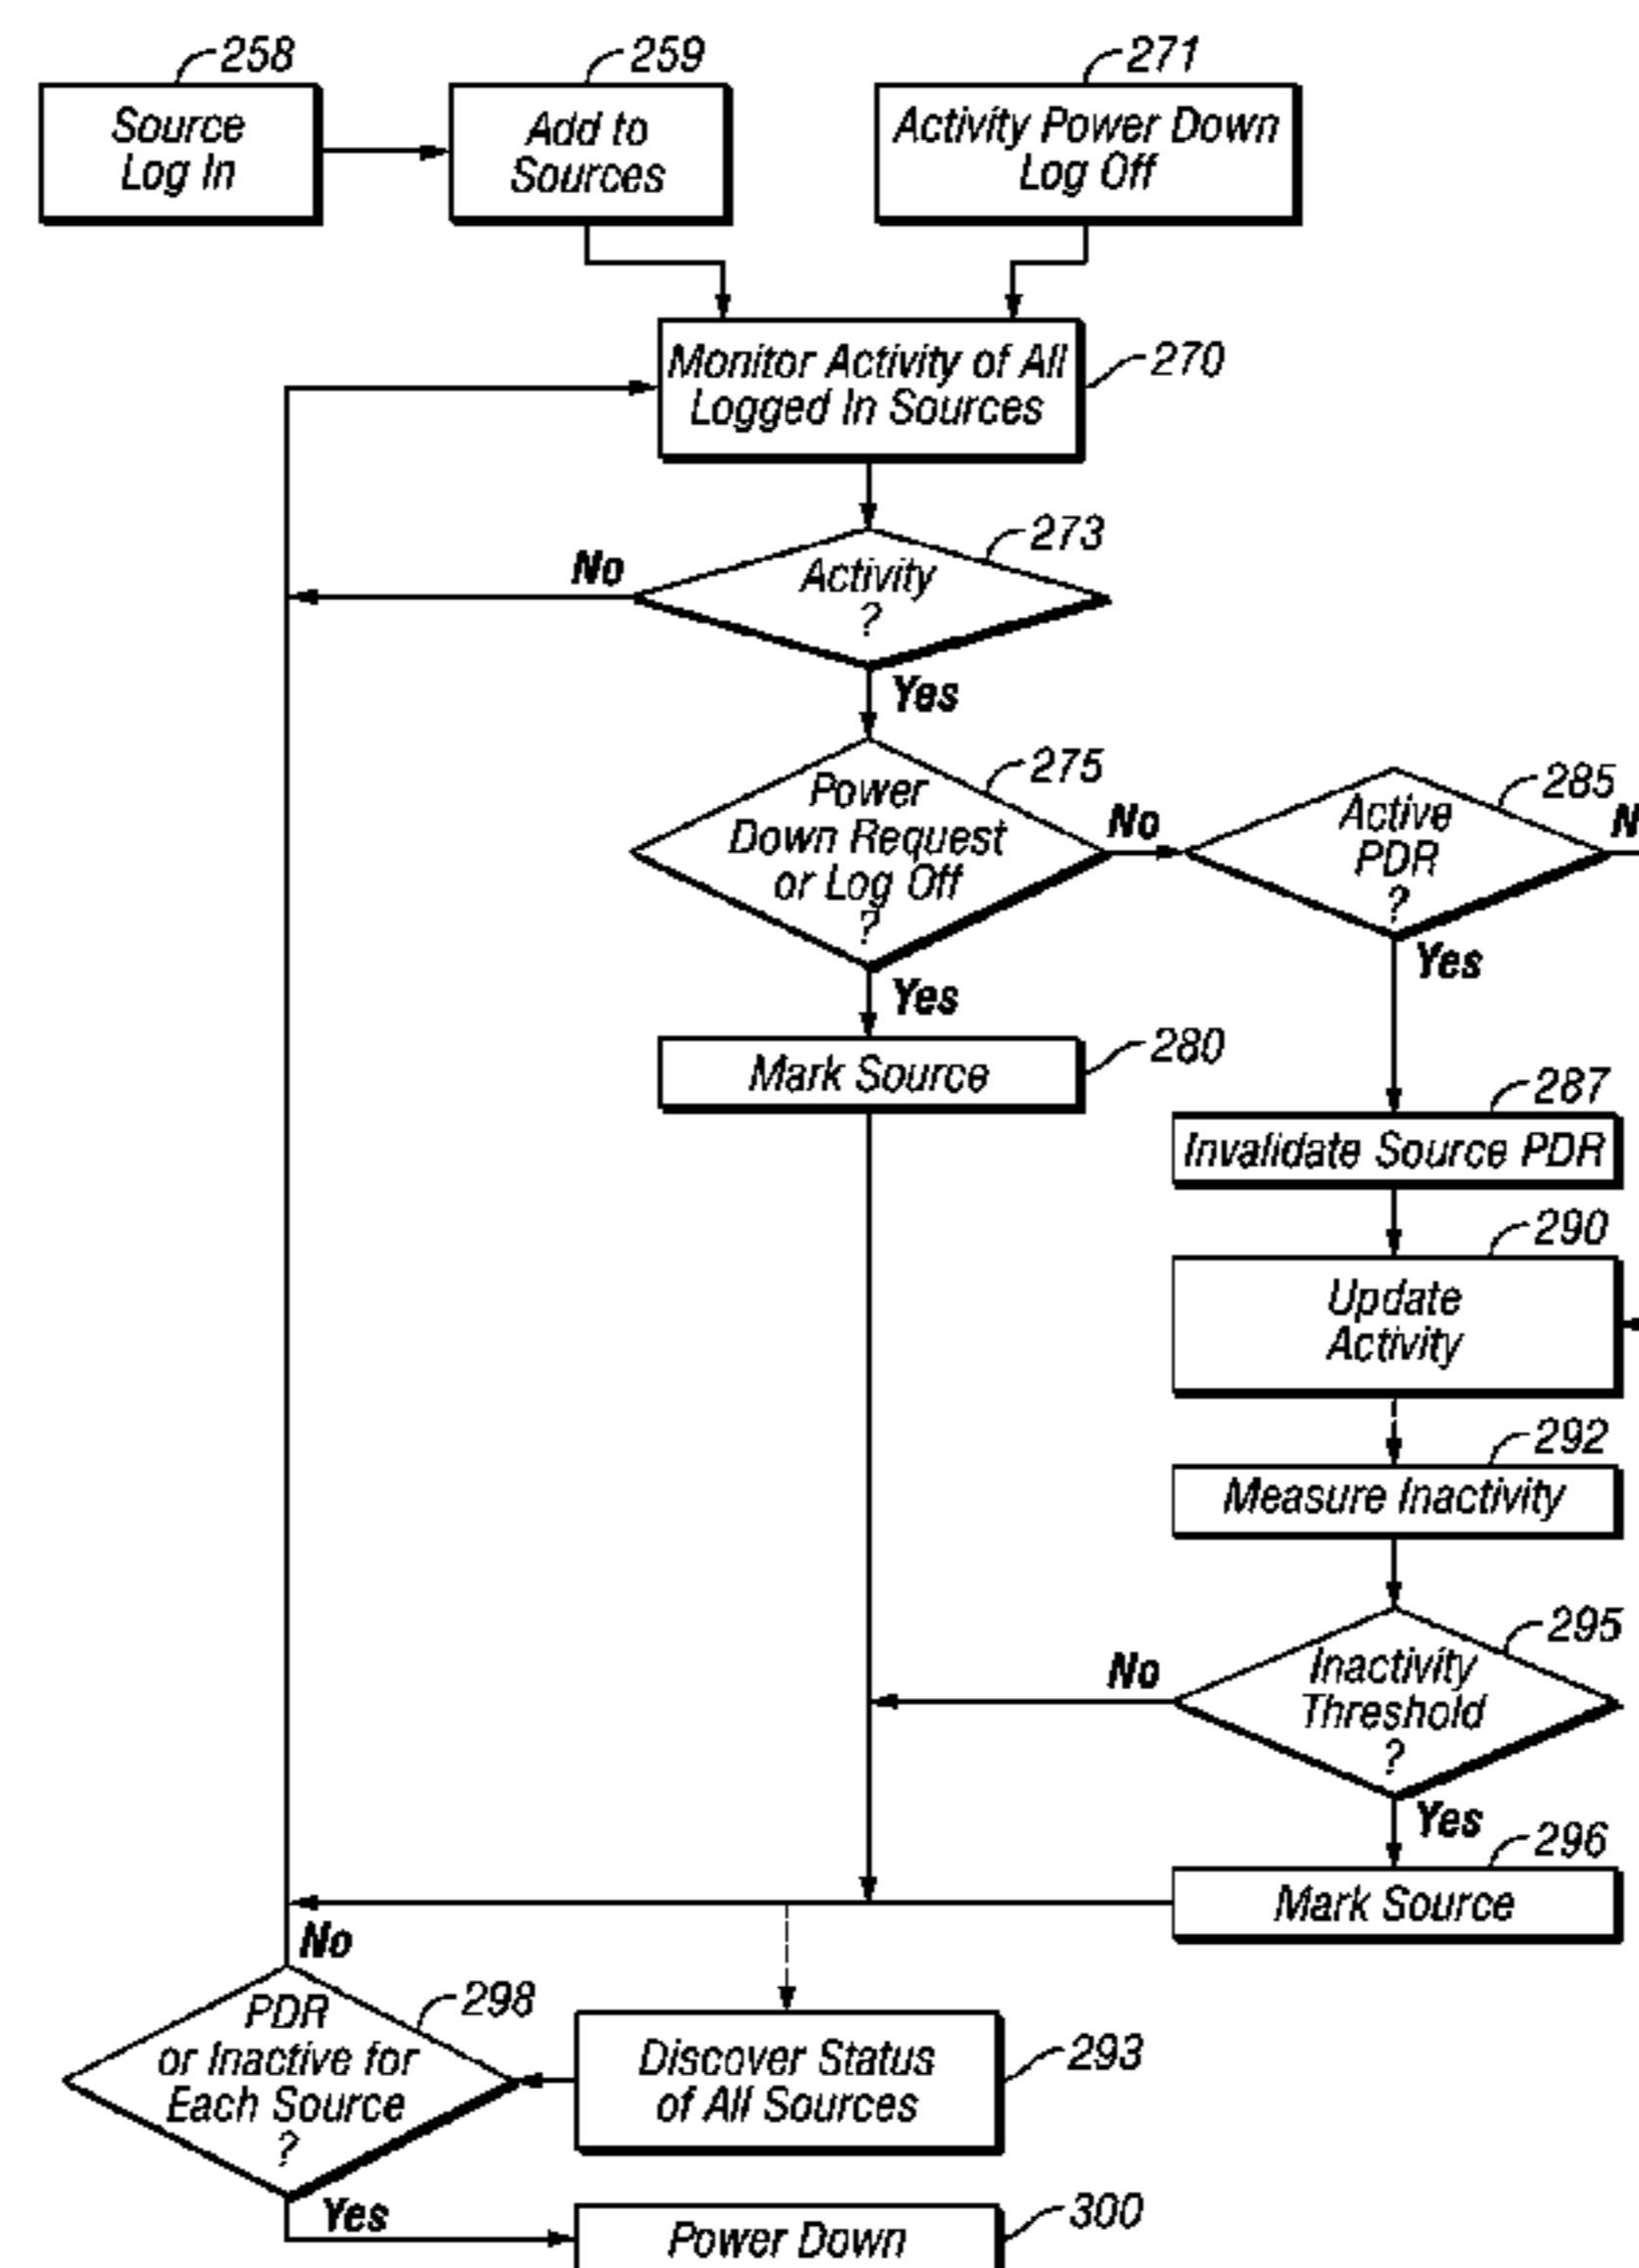 258
259
271
Source
Log In
Add to
Sources
Activity Power Down
Log Off
Monitor Activity of All
Logged In Sources
270
273
No
Activity
?
Yes
275
Power
Down Request
or Log Off
?
No
285
Active
PDR
?
N
Yes
Yes
Mark Source
280
287
Invalidate Source PDR
290
Update
Activity
292
Measure Inactivity
295
No
Inactivity
Threshold
?
Yes
296
Mark Source
No
298
PDR
or Inactive for
Each Source
?
Discover Status
of All Sources
293
Yes
Power Down
300